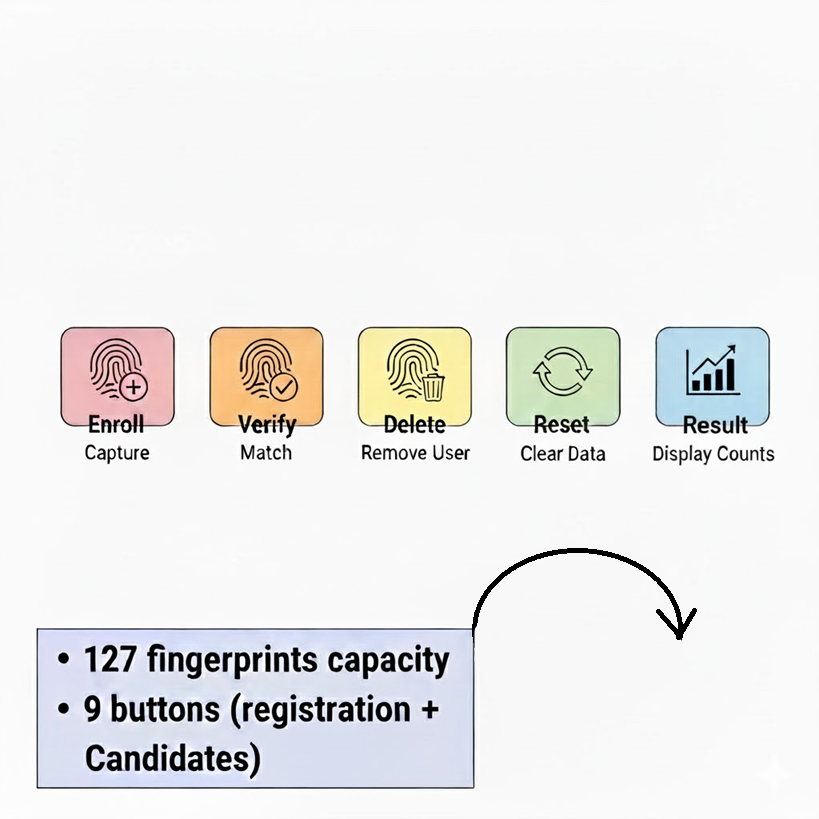 Enroll Verify Delete Reset Result
Capture Match Remove User Clear Data Display Counts
• 127 fingerprints capacity
• 9 buttons (registration +
Candidates)